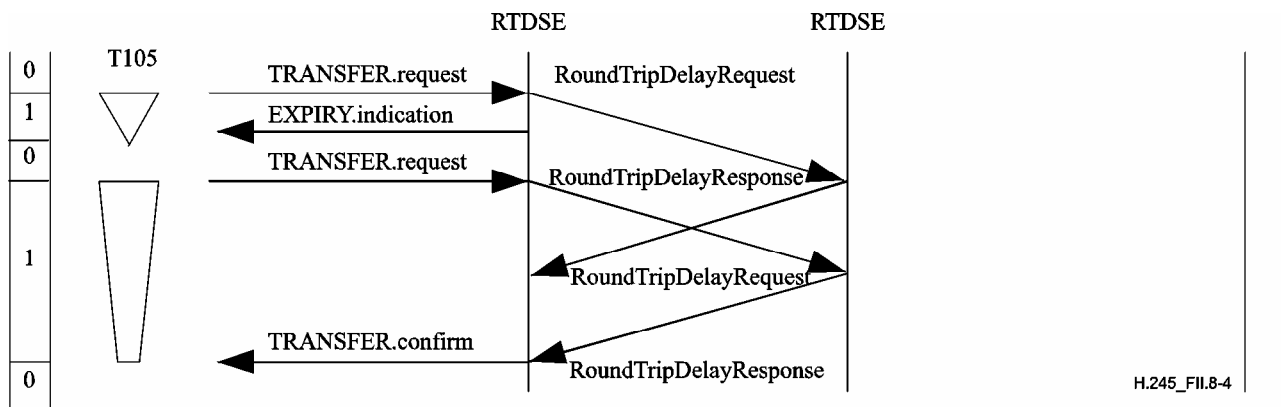 RTDSE RTDSE
0 T105 TRANSFER.request RoundTripDelayRequest
1 EXPIRY.indication
0 TRANSFER.request RoundTripDelayResponse
1 RoundTripDelayRequest
TRANSFER.confirm
0 RoundTripDelayResponse
H.245_FII.8-4